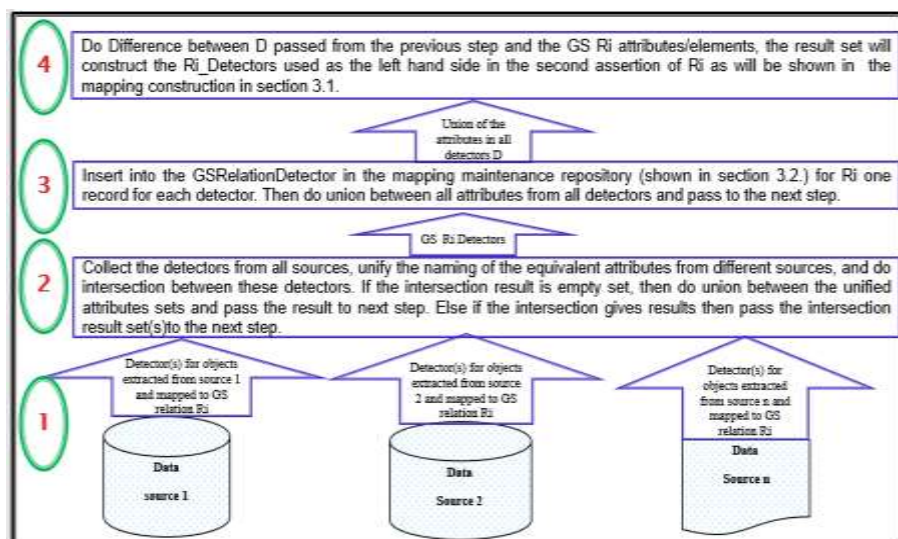 4
Do Difference between D passed from the previous step and the GS Ri attributes/elements, the result set will
construct the Ri_Detectors used as the left hand side in the second assertion of Ri as will be shown in the
mapping construction in section 3.1.
Union of the
attributes in all
detectors D
3
Insert into the GSRelationDetector in the mapping maintenance repository (shown in section 3.2.) for Ri one
record for each detector. Then do union between all attributes from all detectors and pass to the next step.
GS Ri Detectors
2
Collect the detectors from all sources, unify the naming of the equivalent attributes from different sources, and do
intersection between these detectors. If the intersection result is empty set, then do union between the unified
attributes sets and pass the result to next step. Else if the intersection gives results then pass the intersection
result set(s)to the next step.
1
Detector(s) for objects
extracted from source 1
and mapped to GS
relation Ri
Detector(s) for objects
extracted from source
2 and mapped to GS
relation Ri
Detector(s) for
objects extracted
from source n and
mapped to GS
relation Ri
Data
source 1
Data
Source 2
Data
Source n